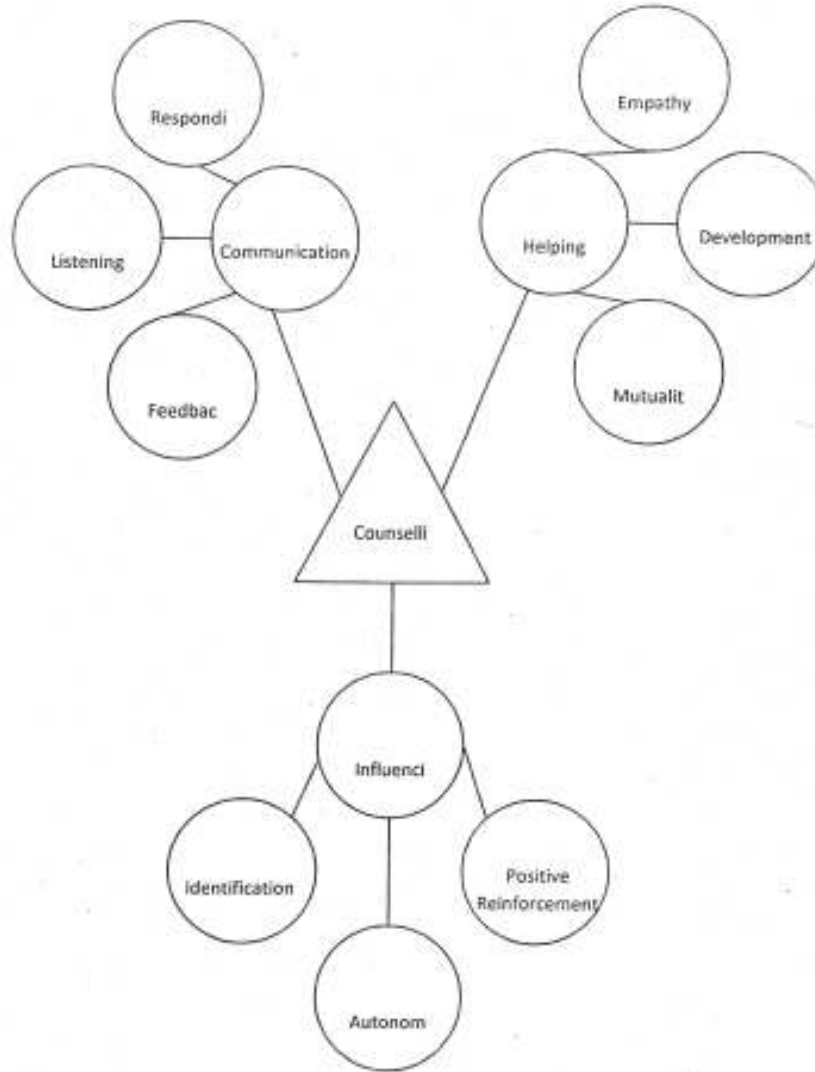 Respondi
Listening
Communication
Feedbac
Empathy
Helping
Development
Mutualit
Counselli
Influenci
Identification
Positive
Reinforcement
Autonom